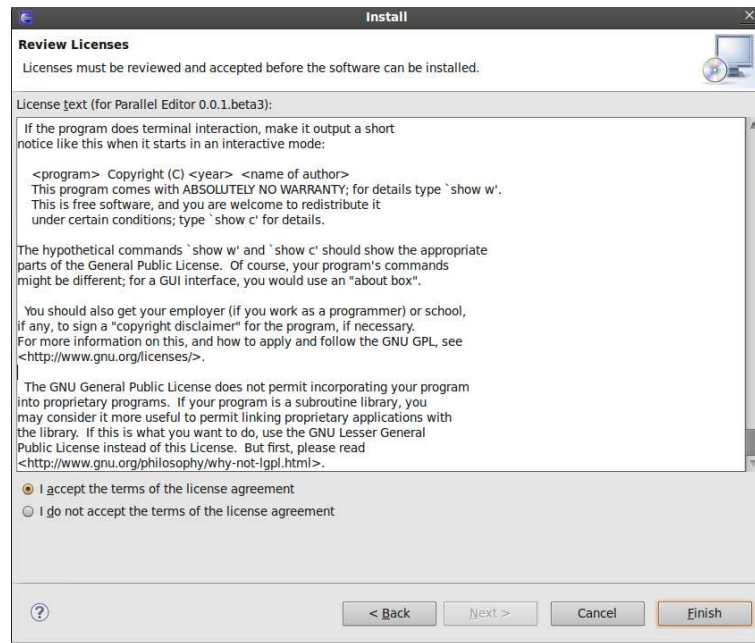 Install
Review Licenses
Licenses must be reviewed and accepted before the software can be installed.
License text (for Parallel Editor 0.0.1.beta3):
If the program does terminal interaction, make it output a short
notice like this when it starts in an interactive mode:
<program> Copyright (C) <year> <name of author>
This program comes with ABSOLUTELY NO WARRANTY; for details type `show w'.
This is free software, and you are welcome to redistribute it
under certain conditions; type `show c' for details.
The hypothetical commands `show w' and `show c' should show the appropriate
parts of the General Public License. Of course, your program's commands
might be different; for a GUI interface, you would use an "about box".
You should also get your employer (if you work as a programmer) or school,
if any, to sign a "copyright disclaimer" for the program, if necessary.
For more information on this, and how to apply and follow the GNU GPL, see
<http://www.gnu.org/licenses/>.
The GNU General Public License does not permit incorporating your program
into proprietary programs. If your program is a subroutine library, you
may consider it more useful to permit linking proprietary applications with
the library. If this is what you want to do, use the GNU Lesser General
Public License instead of this License. But first, please read
<http://www.gnu.org/philosophy/why-not-lgpl.html>.
I accept the terms of the license agreement
I do not accept the terms of the license agreement
? < Back Next > Cancel Finish